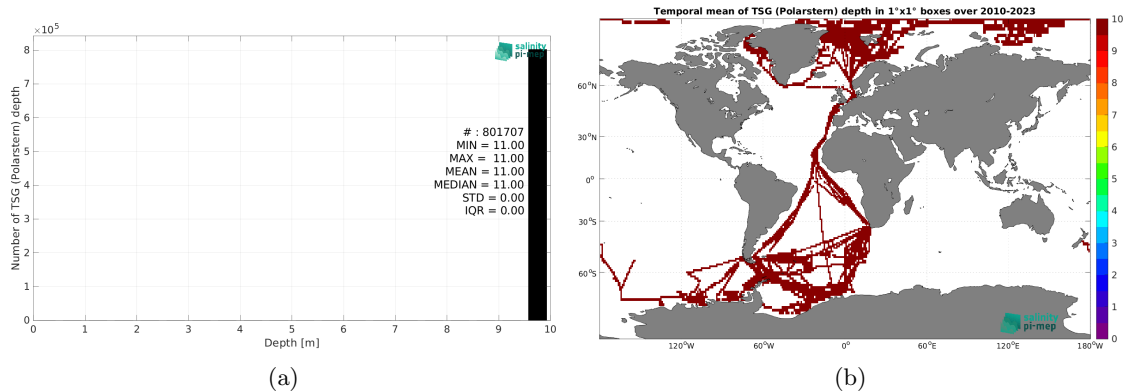 ×10⁵
8
7
6
5
4
3
2
1
0
Number of TSG (Polarstern) depth
salinity
pi-mep
# : 801707
MIN = 11.00
MAX = 11.00
MEAN = 11.00
MEDIAN = 11.00
STD = 0.00
IQR = 0.00
0 1 2 3 4 5 6 7 8 9 10
Depth [m]
(a)
Temporal mean of TSG (Polarstern) depth in 1°x1° boxes over 2010-2023
60°N
30°N
0°
30°S
60°S
120°W 60°W 0° 60°E 120°E 180°W
salinity
pi-mep
10
9
8
7
6
5
4
3
2
1
0
(b)